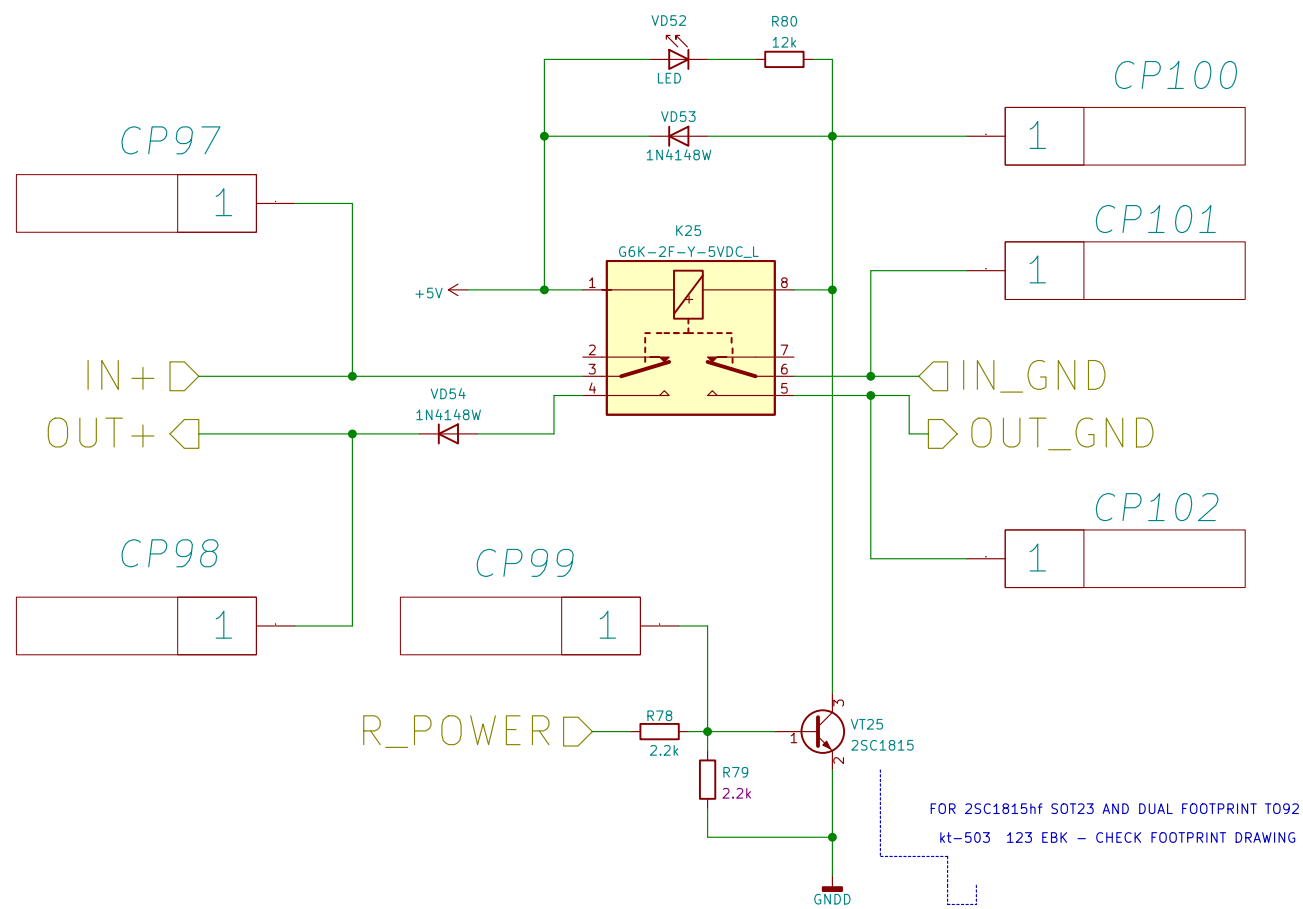 VD52
R80
12k
LED
CP100
1
VD53
1N4148W
CP97
1
CP101
1
K25
G6K-2F-Y-5VDC_L
+5V
1
8
+
2
7
3
6
4
5
IN+
IN_GND
VD54
1N4148W
OUT+
OUT_GND
CP102
1
CP98
1
CP99
1
R_POWER
R78
2.2k
3
1
2
VT25
2SC1815
R79
2.2k
FOR 2SC1815hf SOT23 AND DUAL FOOTPRINT TO92
kt-503 123 EBK - CHECK FOOTPRINT DRAWING
GNDD